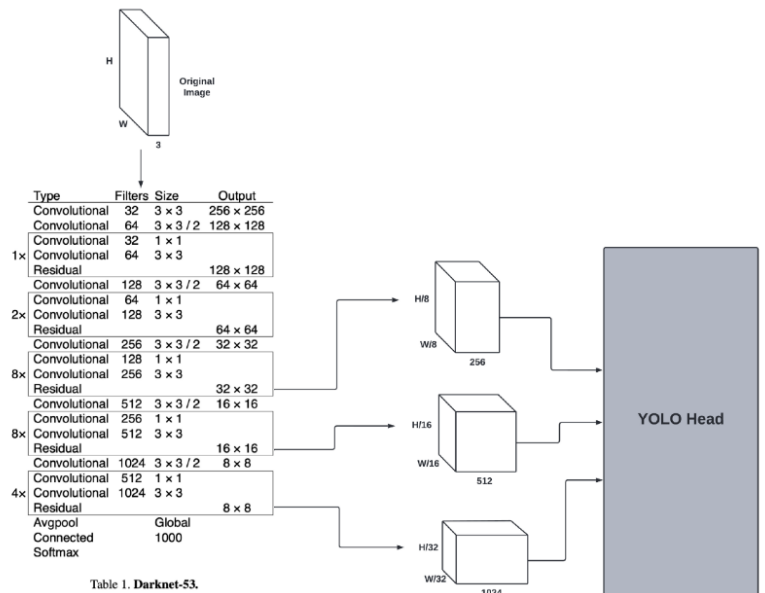 H
Original
Image
W
3
Type Filters Size Output
Convolutional 32 3 × 3 256 × 256
Convolutional 64 3 × 3 / 2 128 × 128
Convolutional 32 1 × 1
1× Convolutional 64 3 × 3
Residual 128 × 128
Convolutional 128 3 × 3 / 2 64 × 64
Convolutional 64 1 × 1
2× Convolutional 128 3 × 3
Residual 64 × 64
Convolutional 256 3 × 3 / 2 32 × 32
Convolutional 128 1 × 1
8× Convolutional 256 3 × 3
Residual 32 × 32
Convolutional 512 3 × 3 / 2 16 × 16
Convolutional 256 1 × 1
8× Convolutional 512 3 × 3
Residual 16 × 16
Convolutional 1024 3 × 3 / 2 8 × 8
Convolutional 512 1 × 1
4× Convolutional 1024 3 × 3
Residual 8 × 8
Avgpool Global
Connected 1000
Softmax
Table 1. Darknet-53.
H/8
W/8
256
H/16
W/16
512
H/32
W/32
1024
YOLO Head